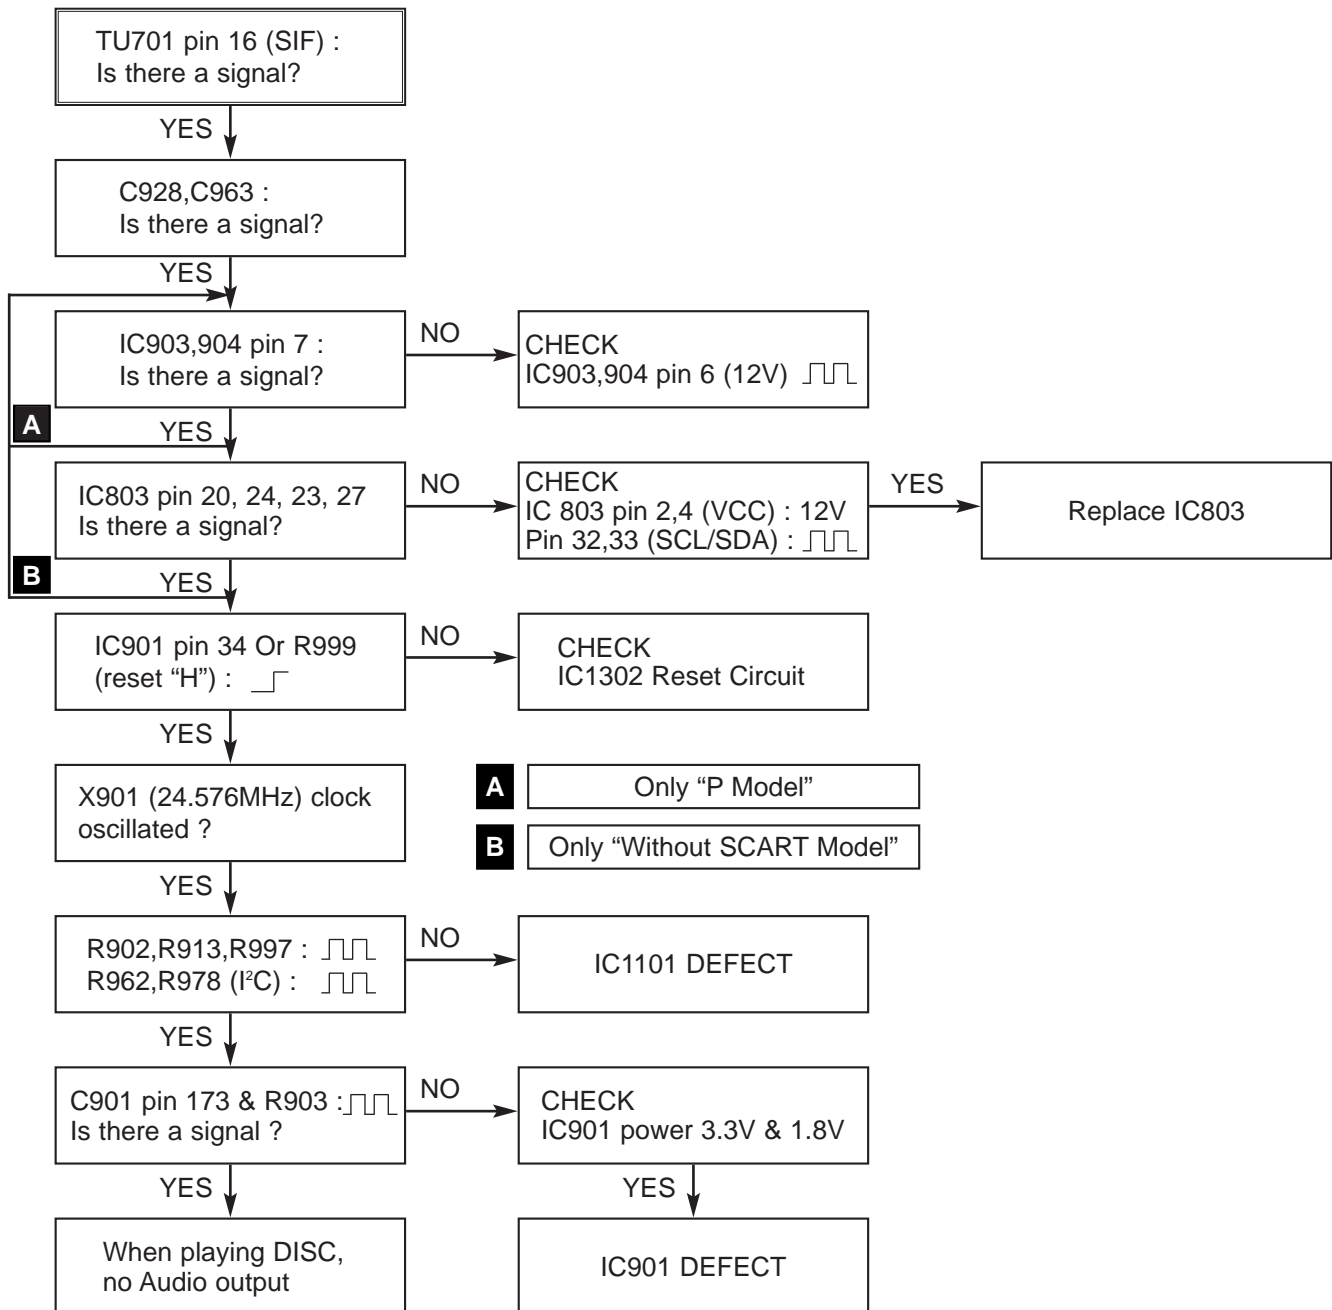 TU701 pin 16 (SIF) :
Is there a signal?
YES
C928,C963 :
Is there a signal?
YES
IC903,904 pin 7 :
Is there a signal?
NO
CHECK
IC903,904 pin 6 (12V)
A
YES
IC803 pin 20, 24, 23, 27
Is there a signal?
NO
CHECK
IC 803 pin 2,4 (VCC) : 12V
Pin 32,33 (SCL/SDA) :
YES
Replace IC803
B
YES
IC901 pin 34 Or R999
(reset “H”) :
NO
CHECK
IC1302 Reset Circuit
YES
X901 (24.576MHz) clock
oscillated ?
A
Only “P Model”
B
Only “Without SCART Model”
YES
R902,R913,R997 :
R962,R978 (I²C) :
NO
IC1101 DEFECT
YES
C901 pin 173 & R903 :
Is there a signal ?
NO
CHECK
IC901 power 3.3V & 1.8V
YES
YES
When playing DISC,
no Audio output
IC901 DEFECT